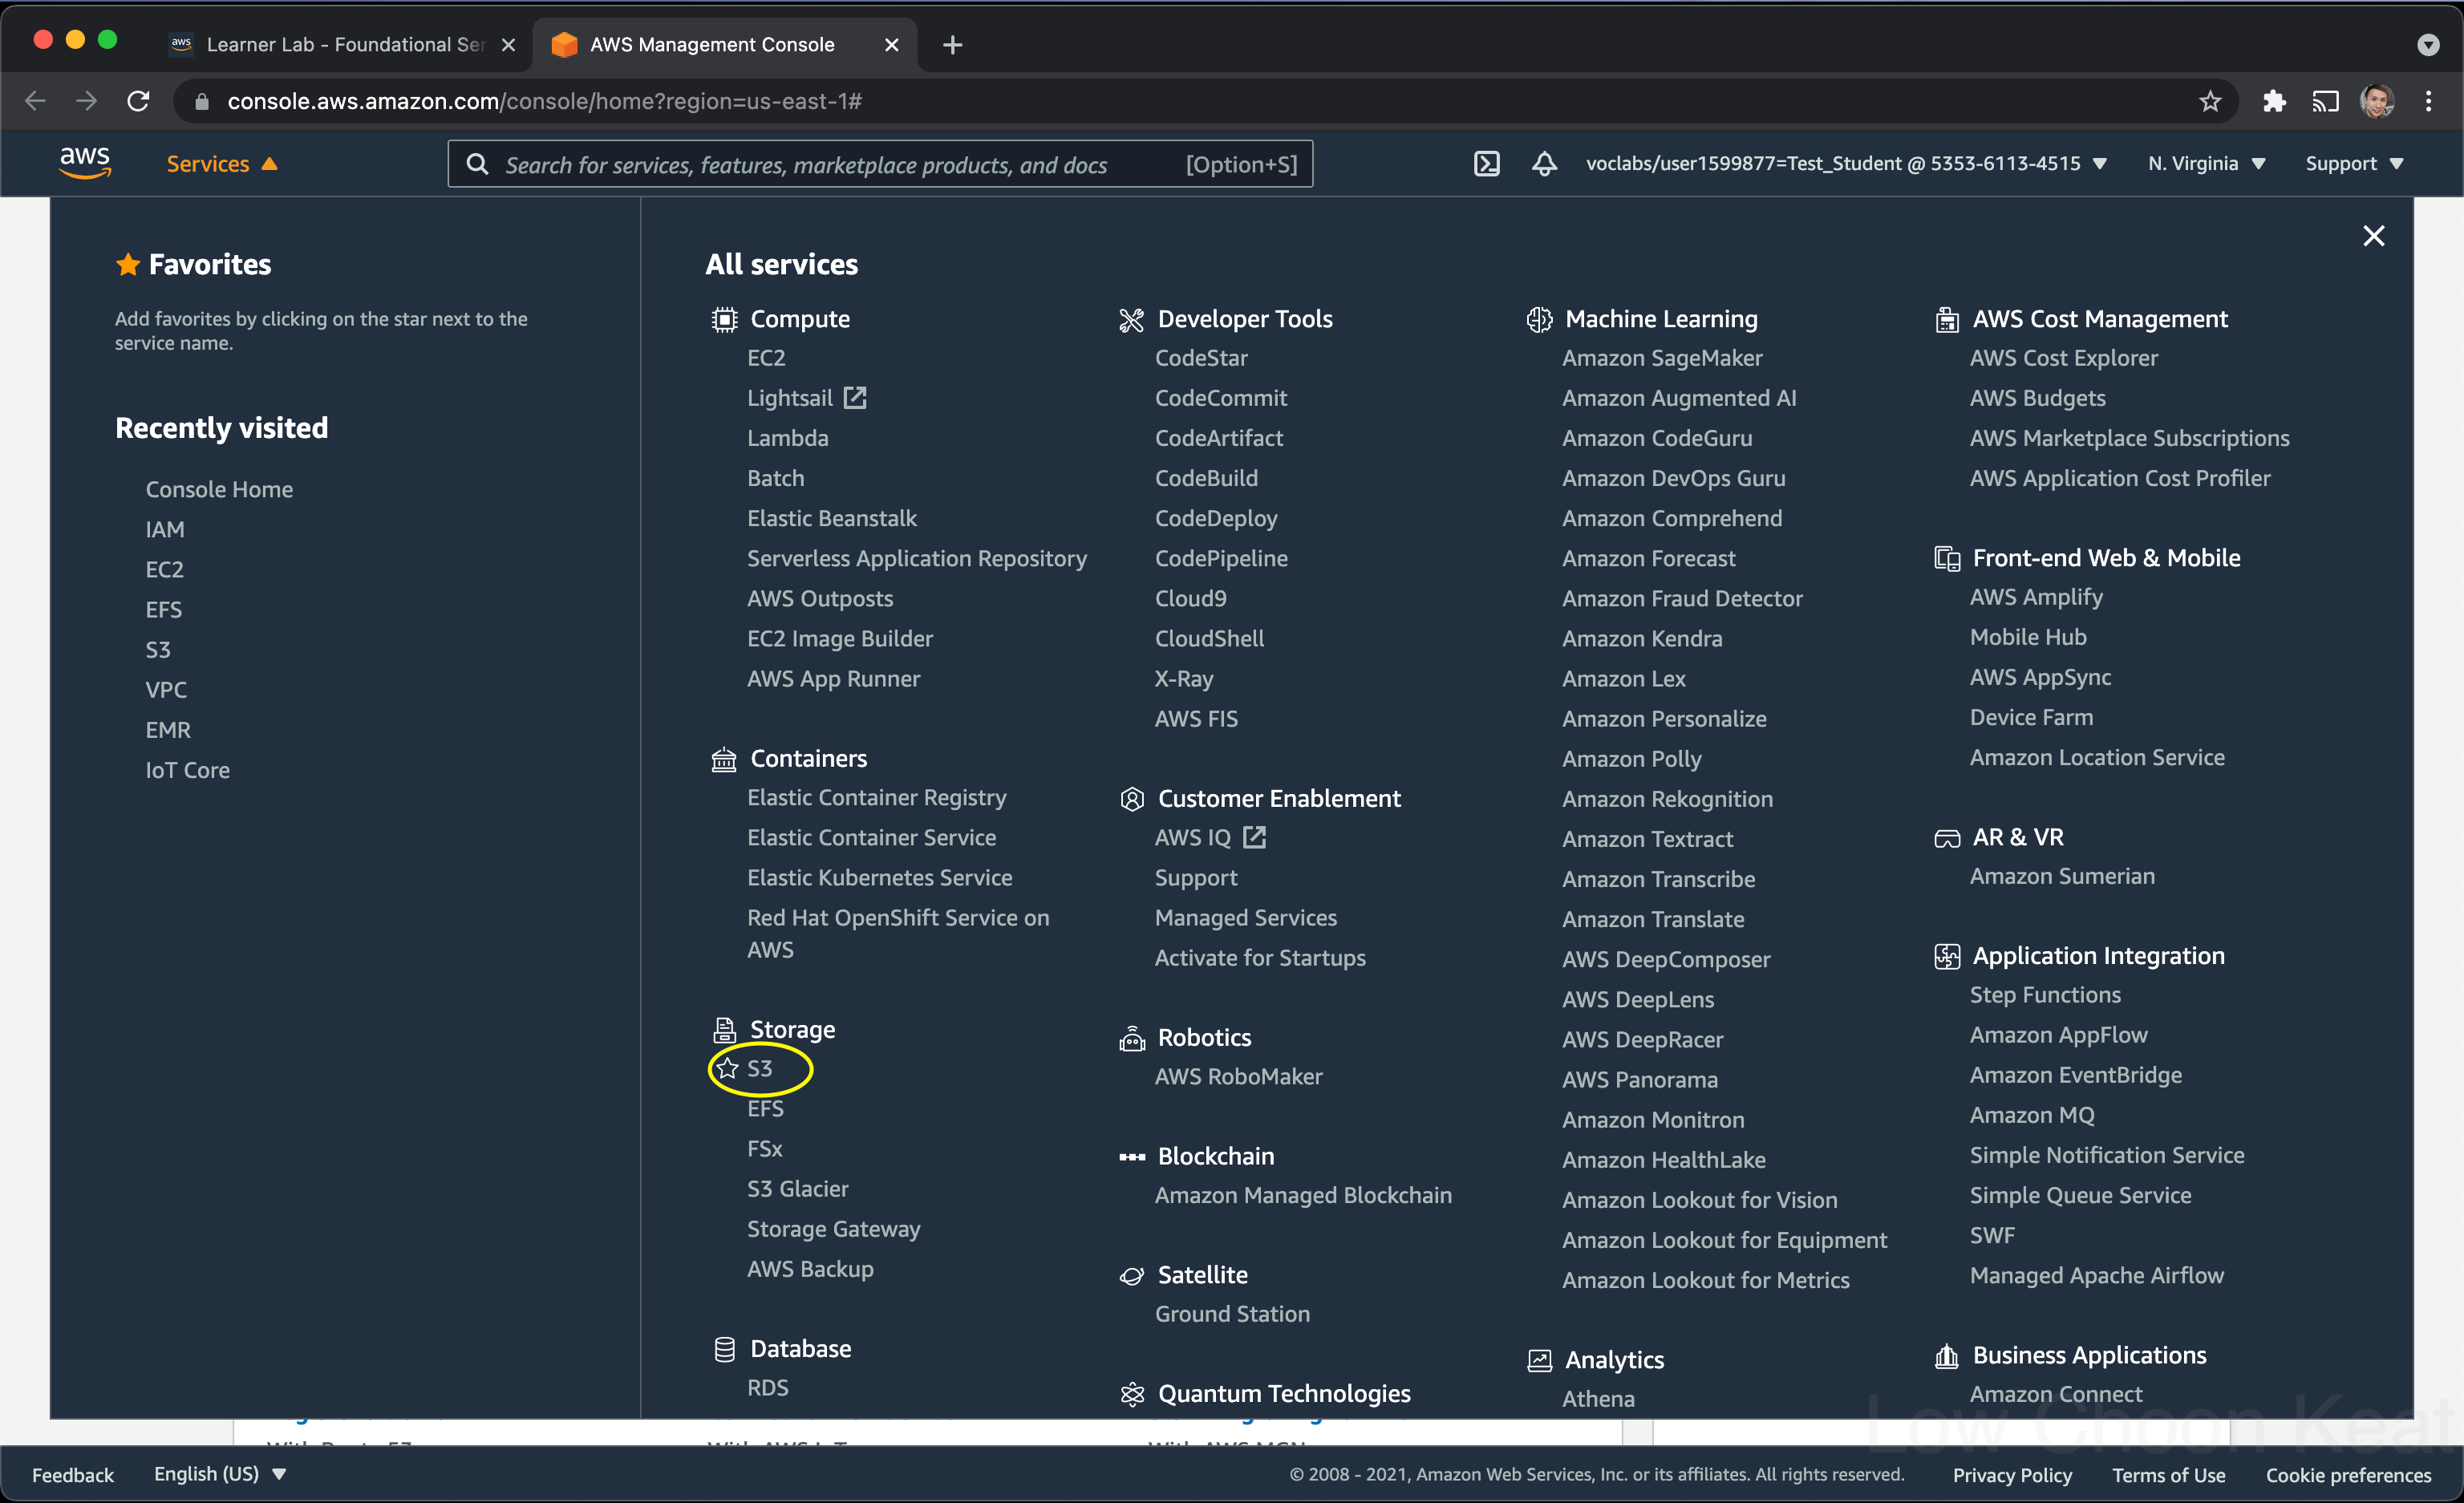 aws Learner Lab - Foundational Ser
AWS Management Console
console.aws.amazon.com/console/home?region=us-east-1#
aws
Services
Search for services, features, marketplace products, and docs [Option+S]
voclabs/user1599877=Test_Student @ 5353-6113-4515
N. Virginia
Support
Favorites
Add favorites by clicking on the star next to the
service name.
Recently visited
Console Home
IAM
EC2
EFS
S3
VPC
EMR
IoT Core
All services
Compute
EC2
Lightsail
Lambda
Batch
Elastic Beanstalk
Serverless Application Repository
AWS Outposts
EC2 Image Builder
AWS App Runner
Containers
Elastic Container Registry
Elastic Container Service
Elastic Kubernetes Service
Red Hat OpenShift Service on
AWS
Storage
S3
EFS
FSx
S3 Glacier
Storage Gateway
AWS Backup
Database
RDS
Developer Tools
CodeStar
CodeCommit
CodeArtifact
CodeBuild
CodeDeploy
CodePipeline
Cloud9
CloudShell
X-Ray
AWS FIS
Customer Enablement
AWS IQ
Support
Managed Services
Activate for Startups
Robotics
AWS RoboMaker
Blockchain
Amazon Managed Blockchain
Satellite
Ground Station
Quantum Technologies
Machine Learning
Amazon SageMaker
Amazon Augmented AI
Amazon CodeGuru
Amazon DevOps Guru
Amazon Comprehend
Amazon Forecast
Amazon Fraud Detector
Amazon Kendra
Amazon Lex
Amazon Personalize
Amazon Polly
Amazon Rekognition
Amazon Textract
Amazon Transcribe
Amazon Translate
AWS DeepComposer
AWS DeepLens
AWS DeepRacer
AWS Panorama
Amazon Monitron
Amazon HealthLake
Amazon Lookout for Vision
Amazon Lookout for Equipment
Amazon Lookout for Metrics
Analytics
Athena
AWS Cost Management
AWS Cost Explorer
AWS Budgets
AWS Marketplace Subscriptions
AWS Application Cost Profiler
Front-end Web & Mobile
AWS Amplify
Mobile Hub
AWS AppSync
Device Farm
Amazon Location Service
AR & VR
Amazon Sumerian
Application Integration
Step Functions
Amazon AppFlow
Amazon EventBridge
Amazon MQ
Simple Notification Service
Simple Queue Service
SWF
Managed Apache Airflow
Business Applications
Amazon Connect
Low Choon Keat
Feedback
English (US)
© 2008 - 2021, Amazon Web Services, Inc. or its affiliates. All rights reserved.
Privacy Policy
Terms of Use
Cookie preferences